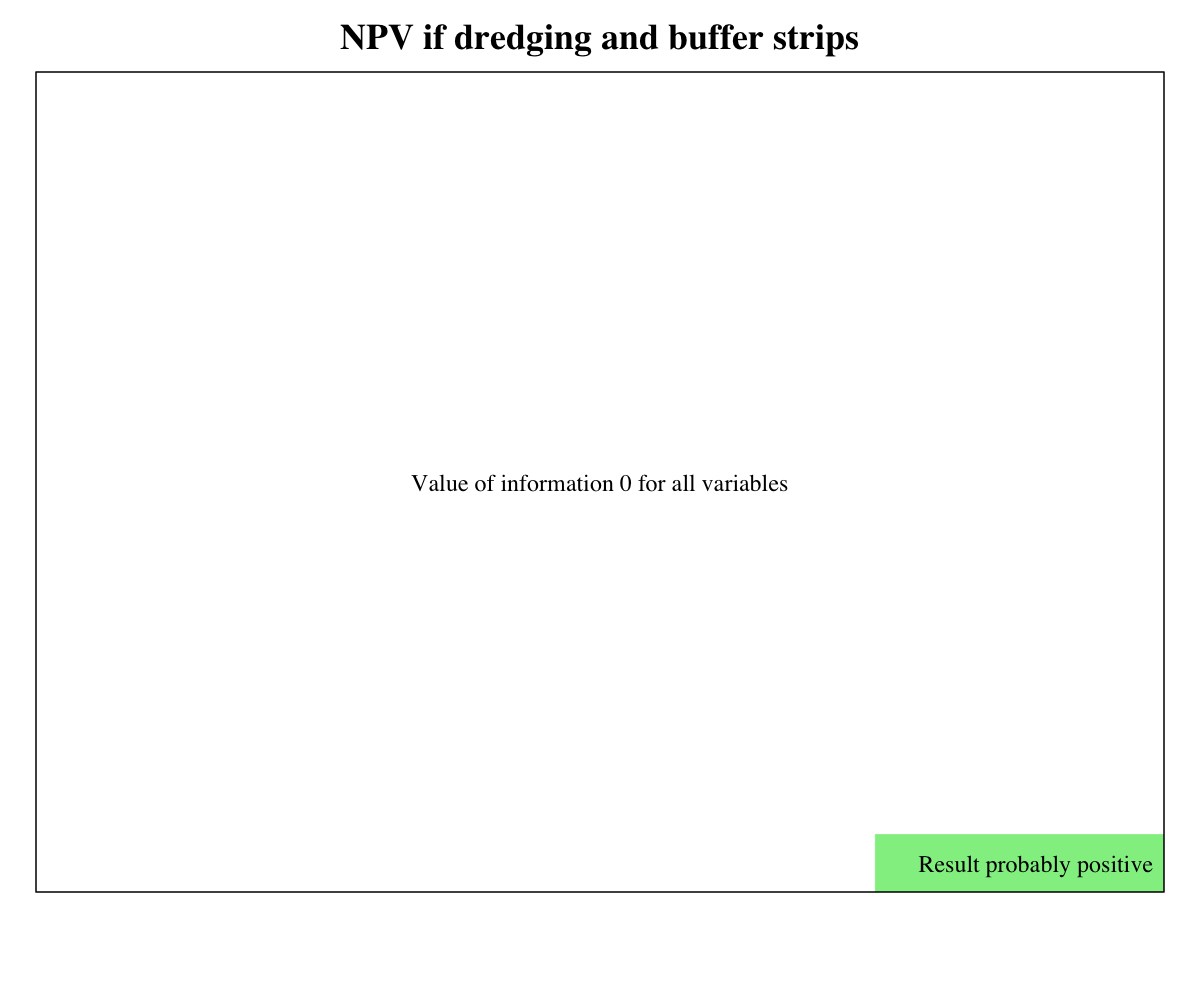 NPV if dredging and buffer strips
Value of information 0 for all variables
Result probably positive